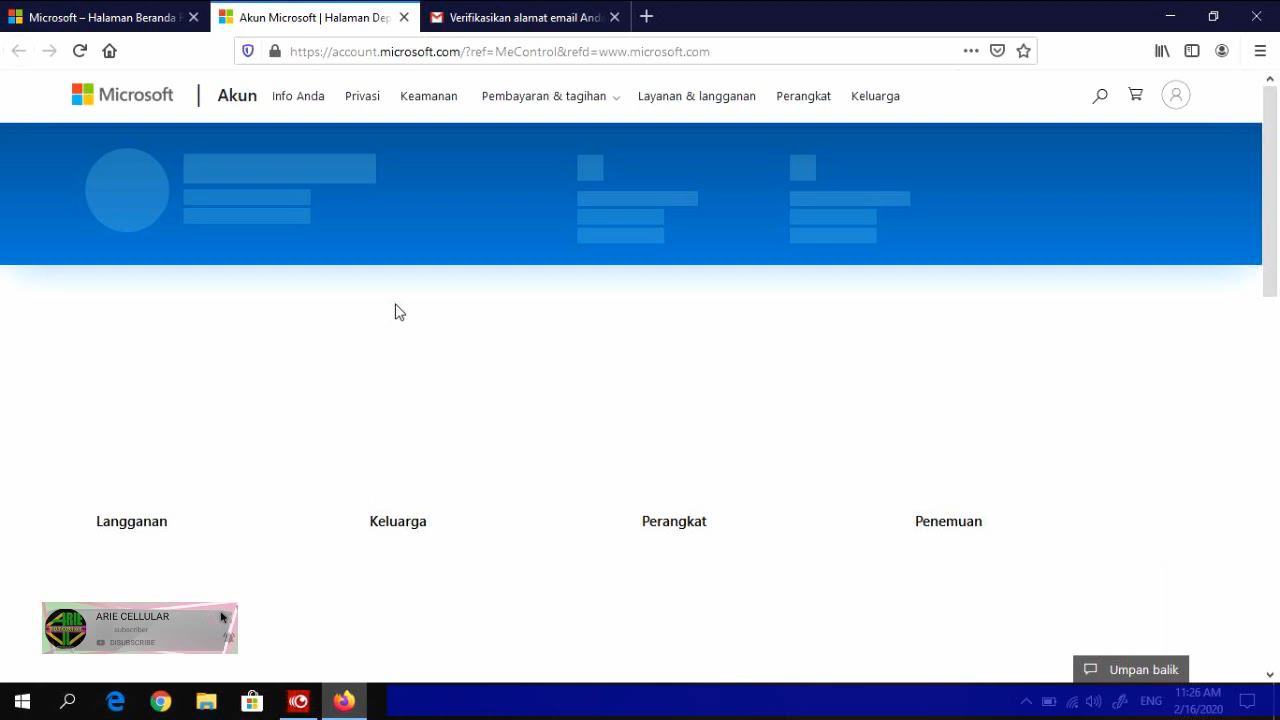 Microsoft – Halaman Beranda
Akun Microsoft | Halaman Dep
Verifikasikan alamat email Anda
https://account.microsoft.com/?ref=MeControl&refd=www.microsoft.com
Microsoft | Akun Info Anda Privasi Keamanan Pembayaran & tagihan Layanan & langganan Perangkat Keluarga
Langganan Keluarga Perangkat Penemuan
ARIE CELLULAR
subscriber
DISUBSCRIBE
Umpan balik
ENG
11:26 AM
2/16/2020